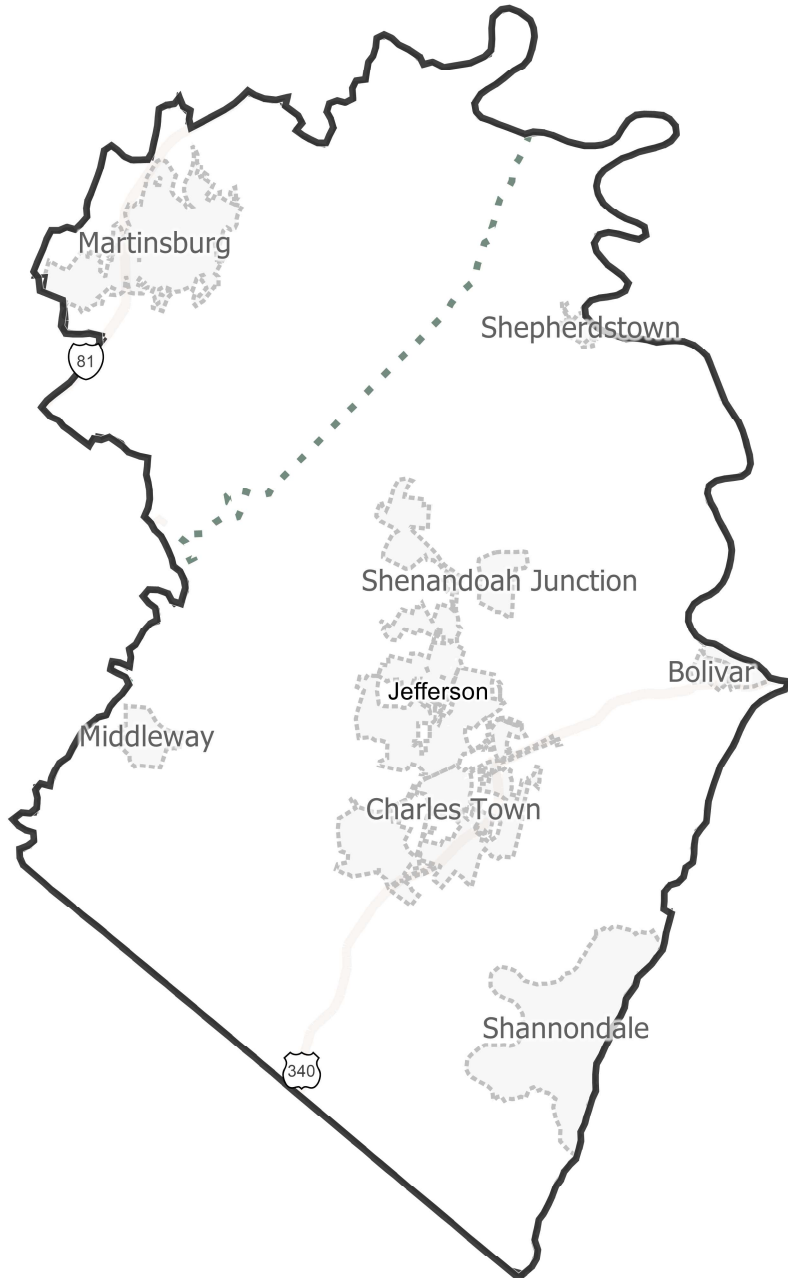 Martinsburg
Shepherdstown
81
Shenandoah Junction
Bolivar
Jefferson
Middleway
Charles Town
Shannondale
340